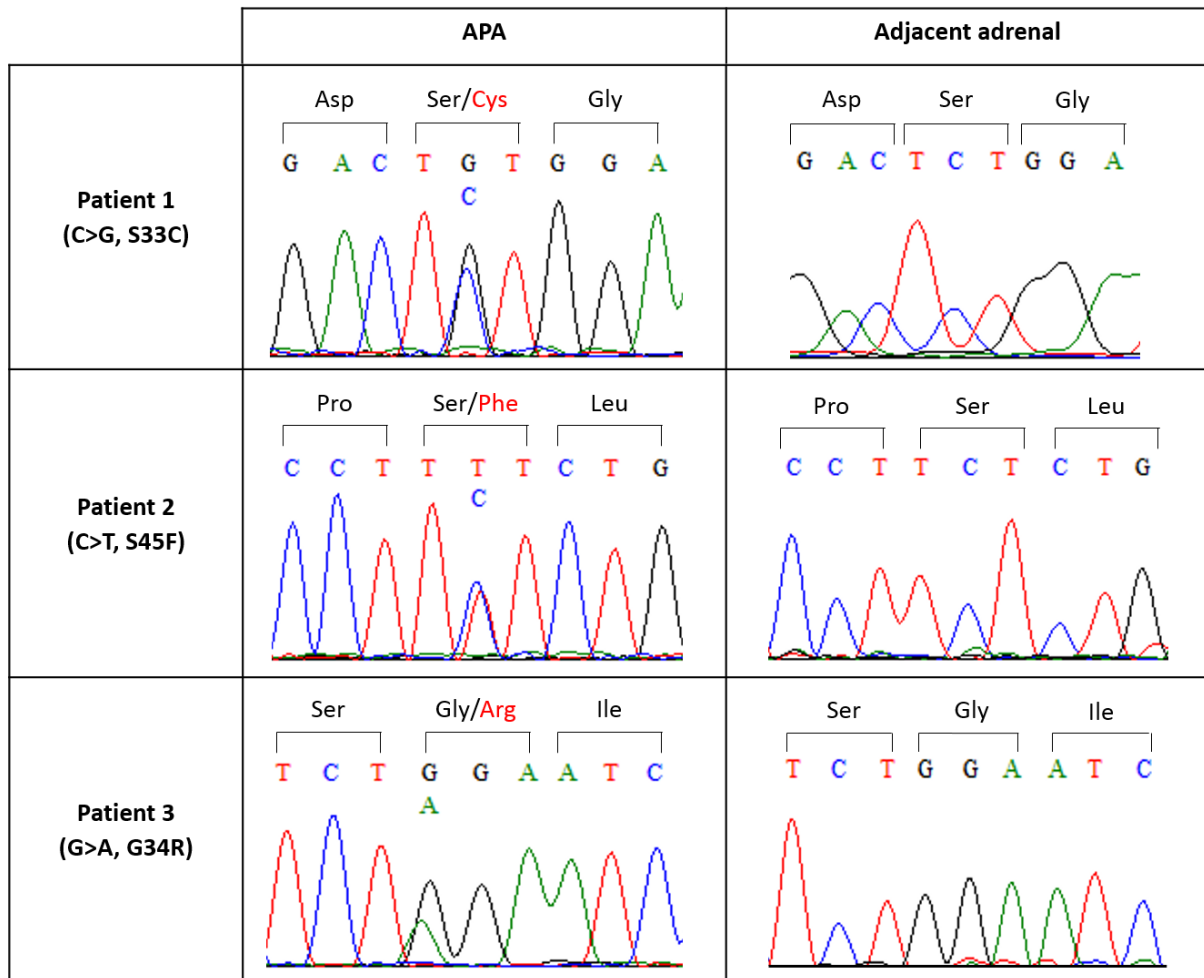 APA Adjacent adrenal
Patient 1
(C>G, S33C)
Asp Ser/Cys Gly
G A C T G T G G A
C
Asp Ser Gly
G A C T C T G G A
Patient 2
(C>T, S45F)
Pro Ser/Phe Leu
C C T T T T C T G
C
Pro Ser Leu
C C T T C T C T G
Patient 3
(G>A, G34R)
Ser Gly/Arg Ile
T C T G G A A T C
A
Ser Gly Ile
T C T G G A A T C